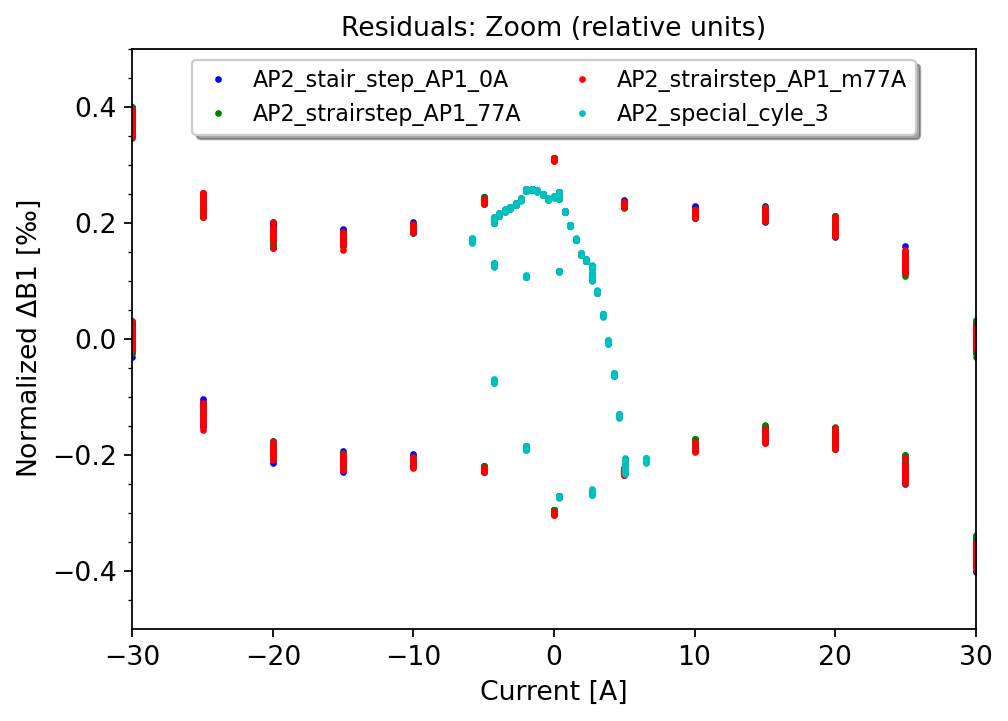 Residuals: Zoom (relative units)
AP2_stair_step_AP1_0A
AP2_strairstep_AP1_m77A
AP2_strairstep_AP1_77A
AP2_special_cyle_3
Normalized ΔB1 [‰]
0.4
0.2
0.0
−0.2
−0.4
−30 −20 −10 0 10 20 30
Current [A]